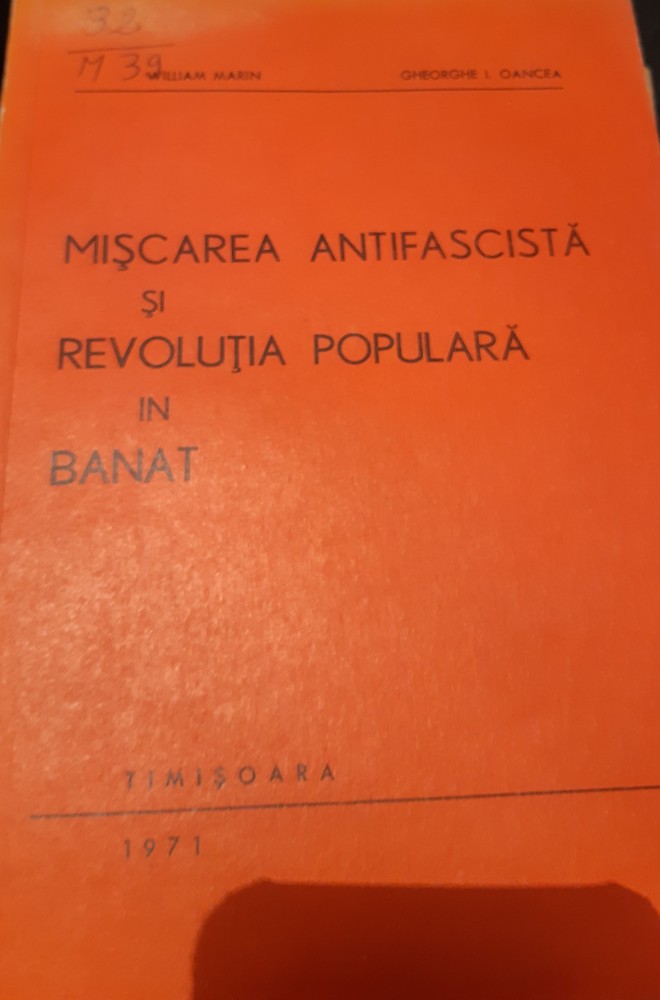 32
M 39
WILLIAM MARIN GHEORGHE I. OANCEA
MIŞCAREA ANTIFASCISTĂ
ŞI
REVOLUŢIA POPULARĂ
IN
BANAT
TIMIŞOARA
1971